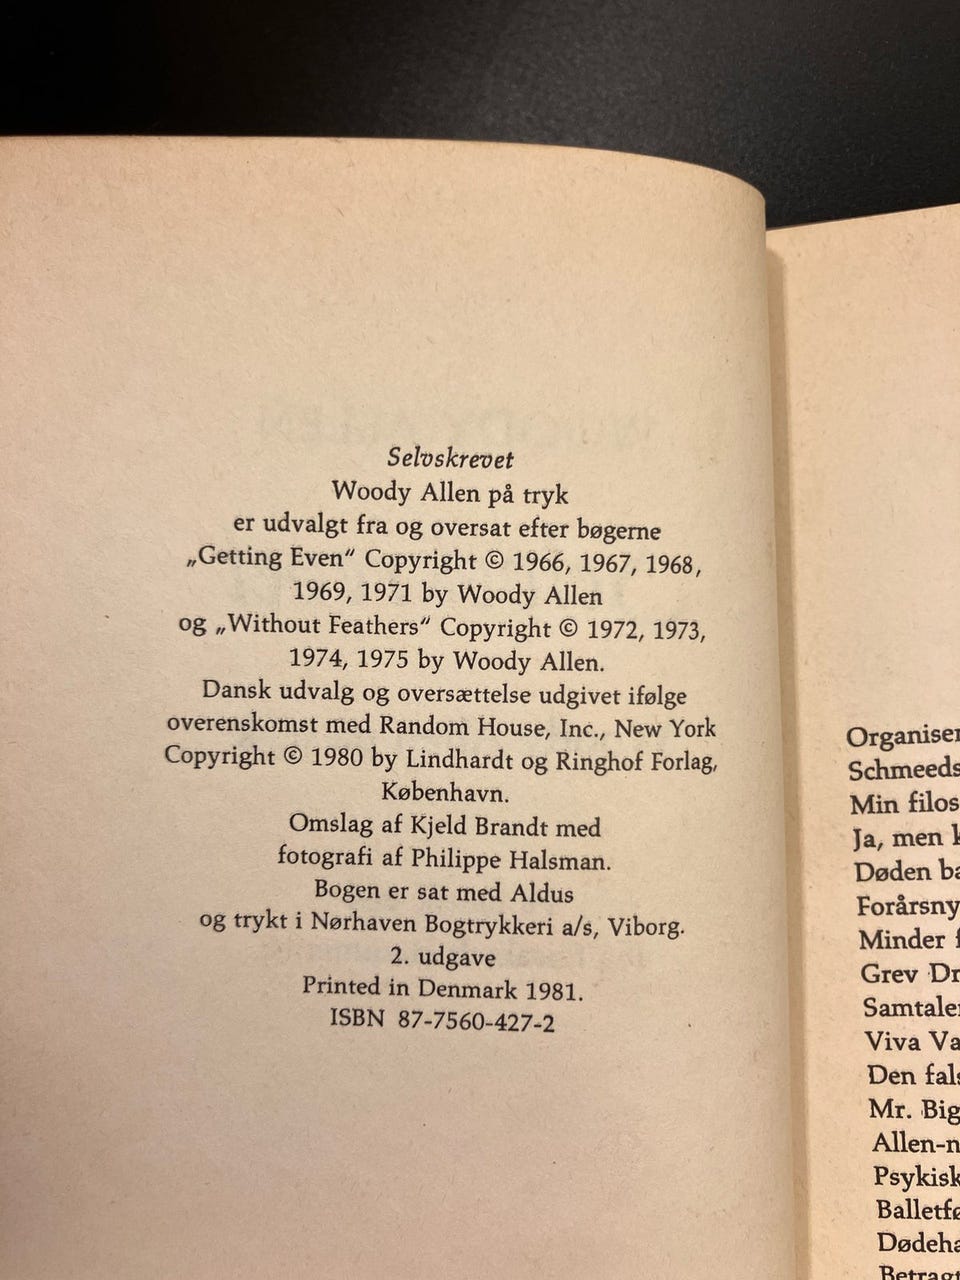 Selvskrevet
Woody Allen på tryk
er udvalgt fra og oversat efter bøgerne
„Getting Even“ Copyright © 1966, 1967, 1968,
1969, 1971 by Woody Allen
og „Without Feathers“ Copyright © 1972, 1973,
1974, 1975 by Woody Allen.
Dansk udvalg og oversættelse udgivet ifølge
overenskomst med Random House, Inc., New York
Copyright © 1980 by Lindhardt og Ringhof Forlag,
København.
Omslag af Kjeld Brandt med
fotografi af Philippe Halsman.
Bogen er sat med Aldus
og trykt i Nørhaven Bogtrykkeri a/s, Viborg.
2. udgave
Printed in Denmark 1981.
ISBN 87-7560-427-2
Organiser
Schmeeds
Min filos
Ja, men
Døden ba
Forårsny
Minder f
Grev Dr
Samtale
Viva Va
Den fals
Mr. Big
Allen-n
Psykisk
Balletfø
Dødeha
Betragt